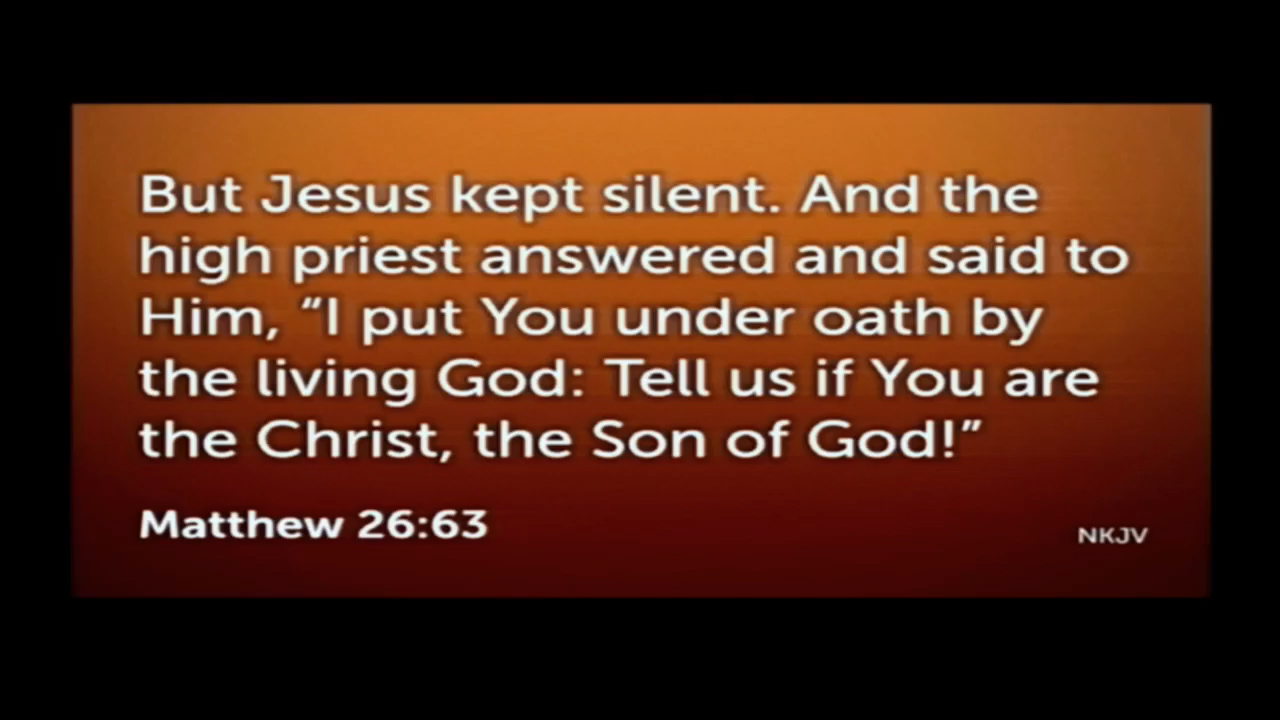 But Jesus kept silent. And the
high priest answered and said to
Him, “I put You under oath by
the living God: Tell us if You are
the Christ, the Son of God!”
Matthew 26:63
NKJV